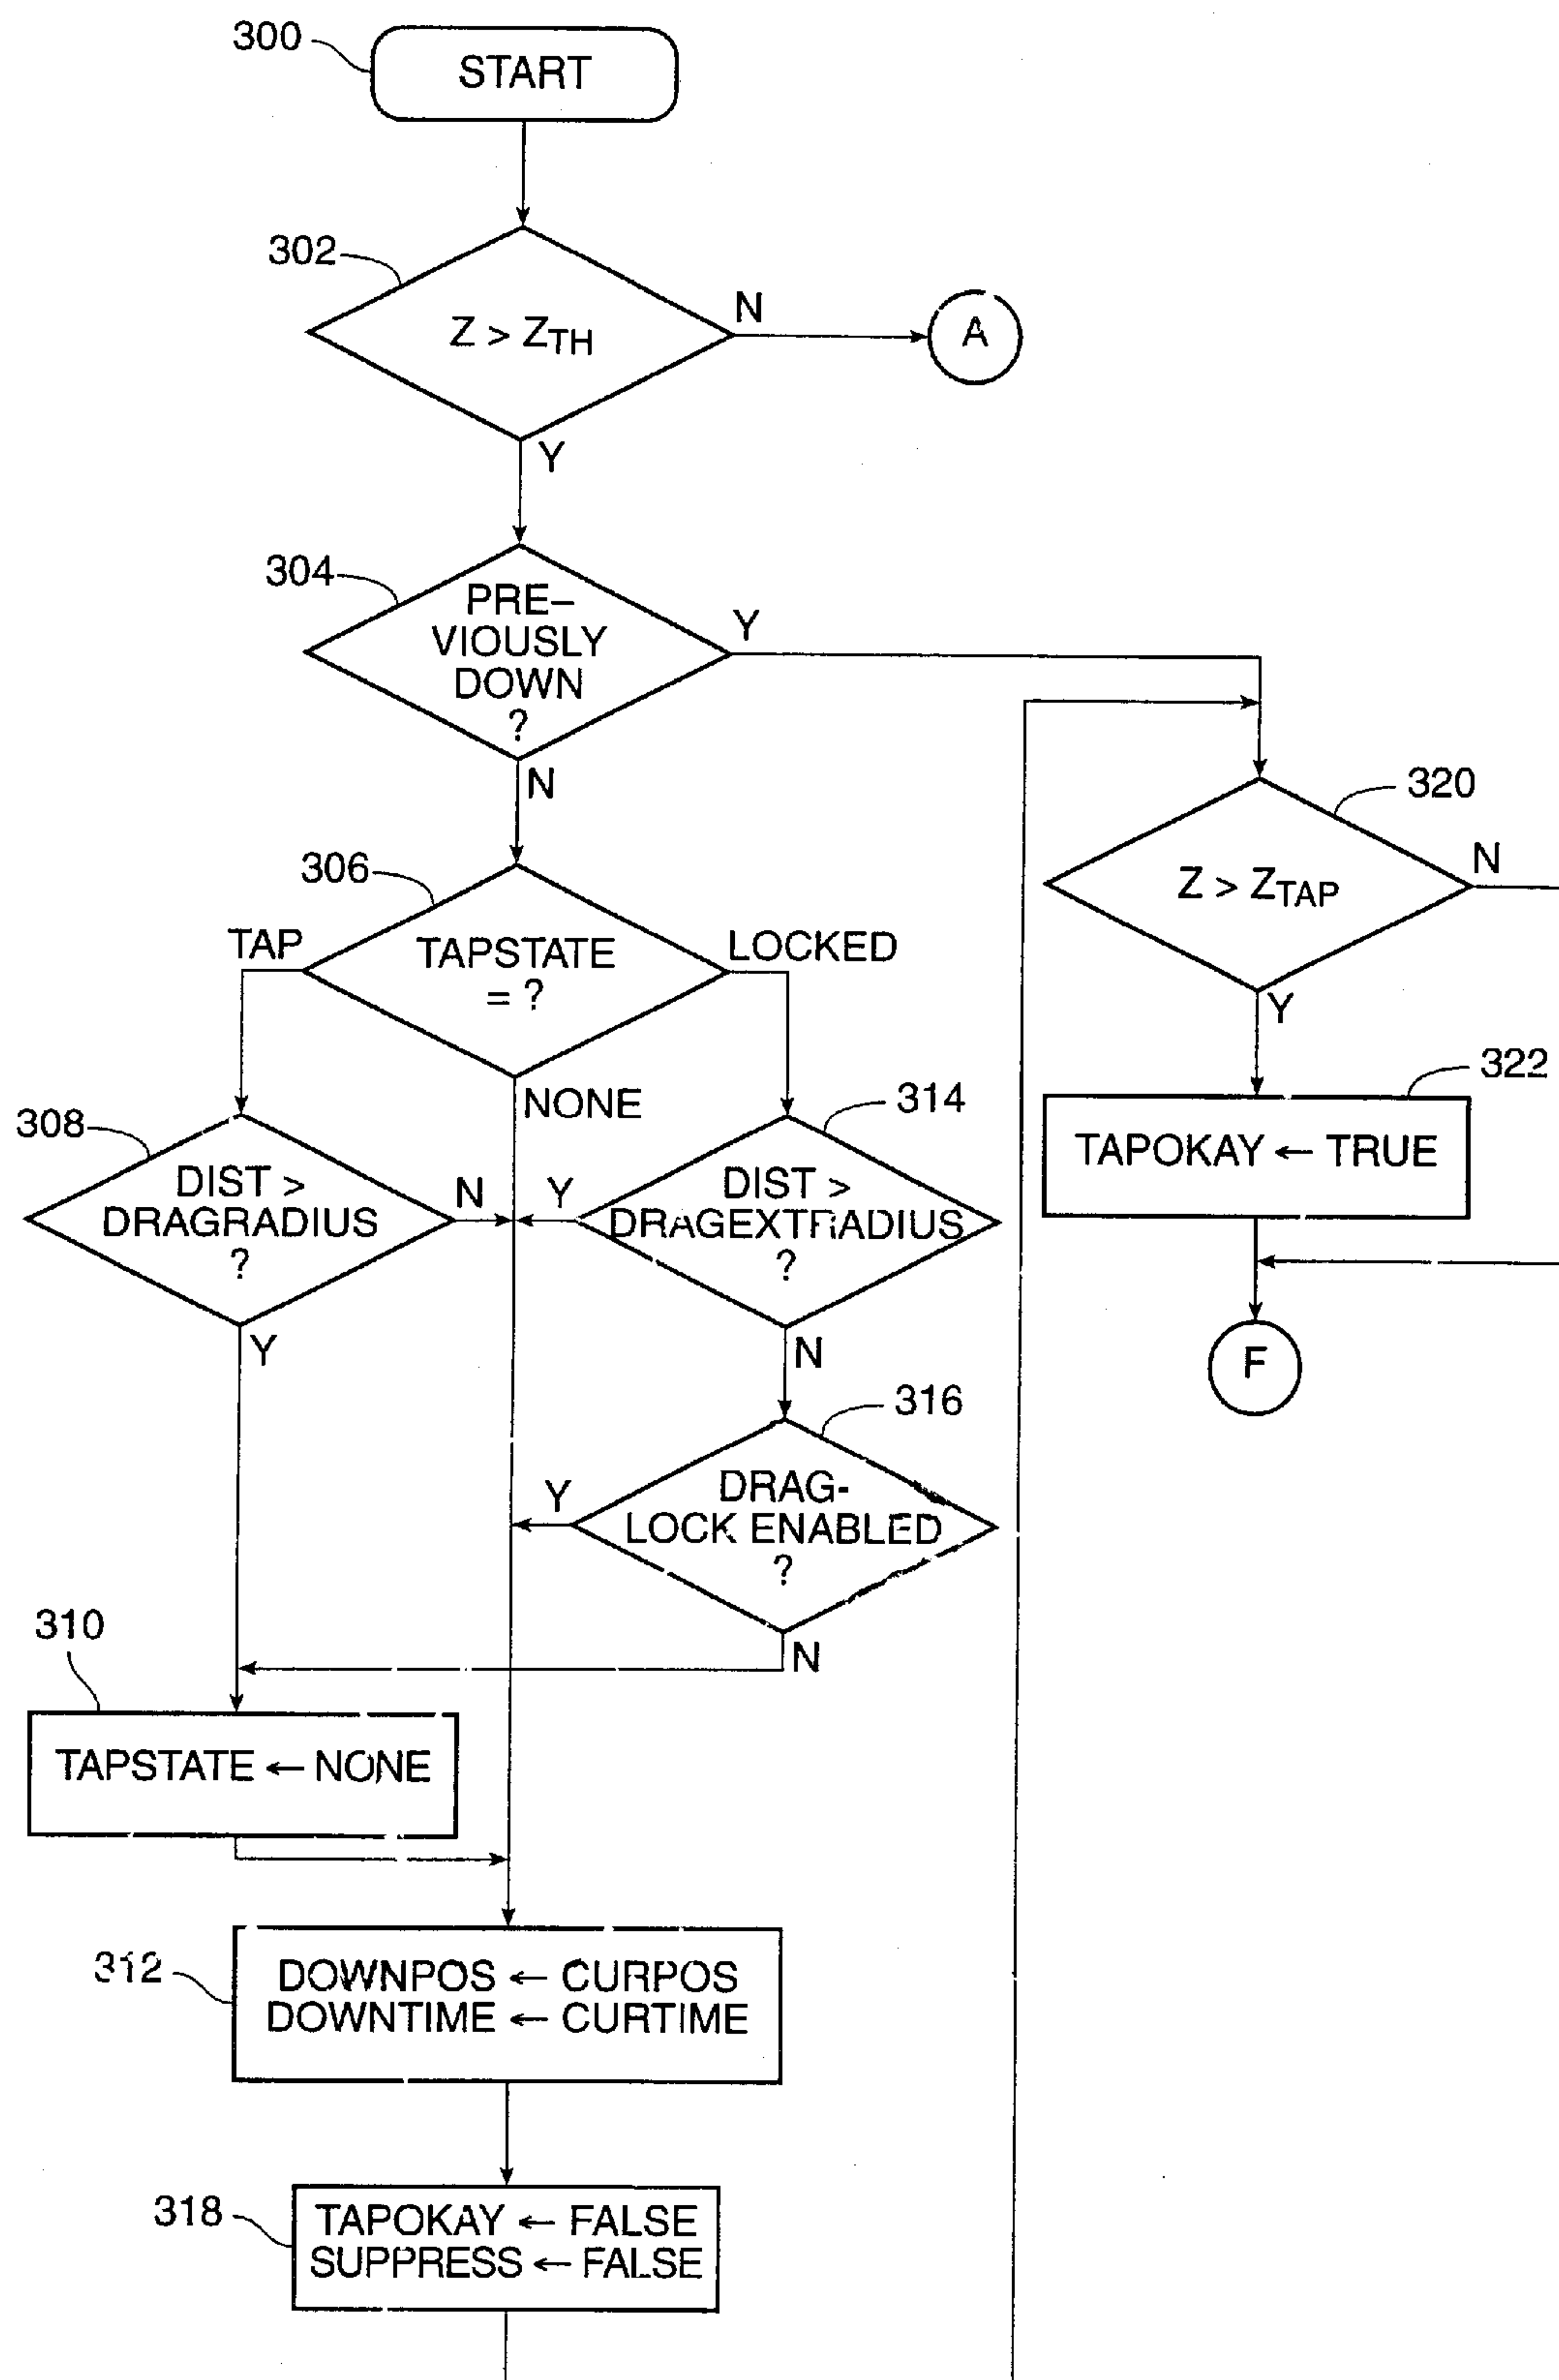 300
START
302
Z > ZTH
N
A
Y
304
PRE–
VIOUSLY
DOWN
?
Y
N
320
Z > ZTAP
N
Y
306
TAPSTATE
= ?
TAP
LOCKED
NONE
322
TAPOKAY ← TRUE
F
308
DIST >
DRAGRADIUS
?
N
Y
314
DIST >
DRAGEXTRADIUS
?
Y
N
316
DRAG-
LOCK ENABLED
?
Y
N
310
TAPSTATE ← NONE
312
DOWNPOS ← CURPOS
DOWNTIME ← CURTIME
318
TAPOKAY ← FALSE
SUPPRESS ← FALSE